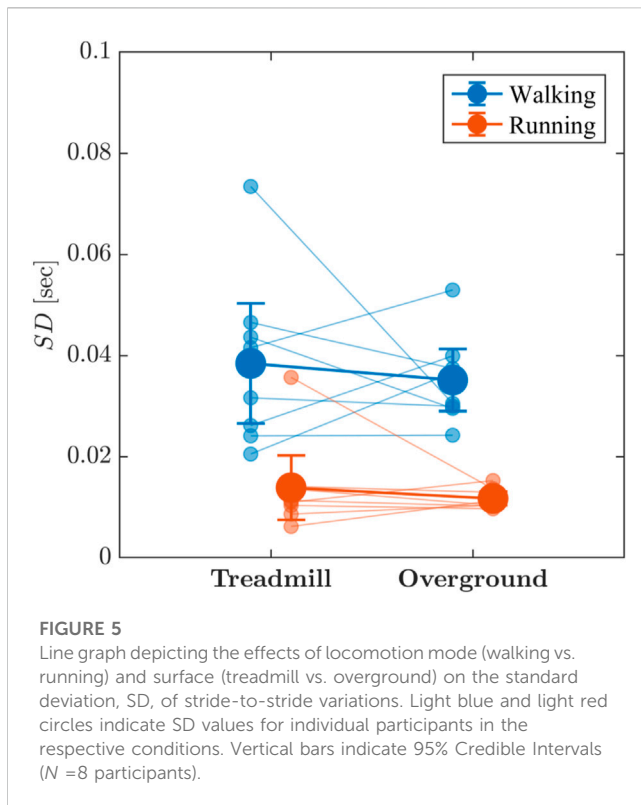 0.1
Walking
Running
0.08
0.06
SD [sec]
0.04
0.02
0
Treadmill Overground
FIGURE 5
Line graph depicting the effects of locomotion mode (walking vs.
running) and surface (treadmill vs. overground) on the standard
deviation, SD, of stride-to-stride variations. Light blue and light red
circles indicate SD values for individual participants in the
respective conditions. Vertical bars indicate 95% Credible Intervals
(N =8 participants).